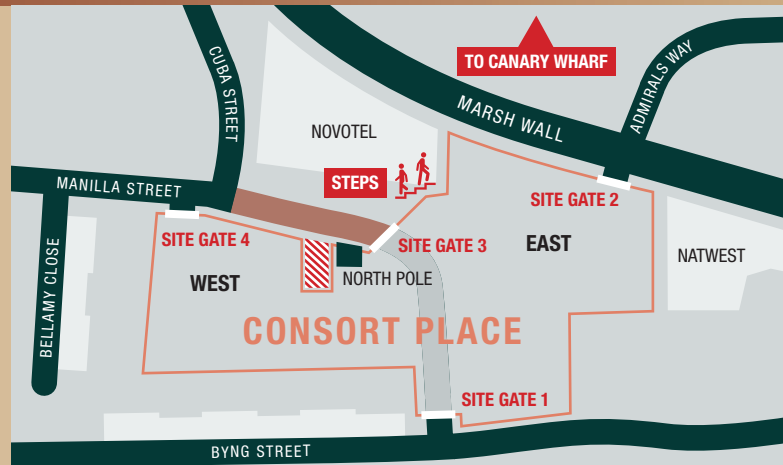 TO CANARY WHARF
ADMIRALS WAY
CUBA STREET
MARSH WALL
NOVOTEL
STEPS
MANILLA STREET
SITE GATE 2
SITE GATE 4
SITE GATE 3
EAST
NATWEST
WEST
NORTH POLE
BELLAMY CLOSE
CONSORT PLACE
SITE GATE 1
BYNG STREET